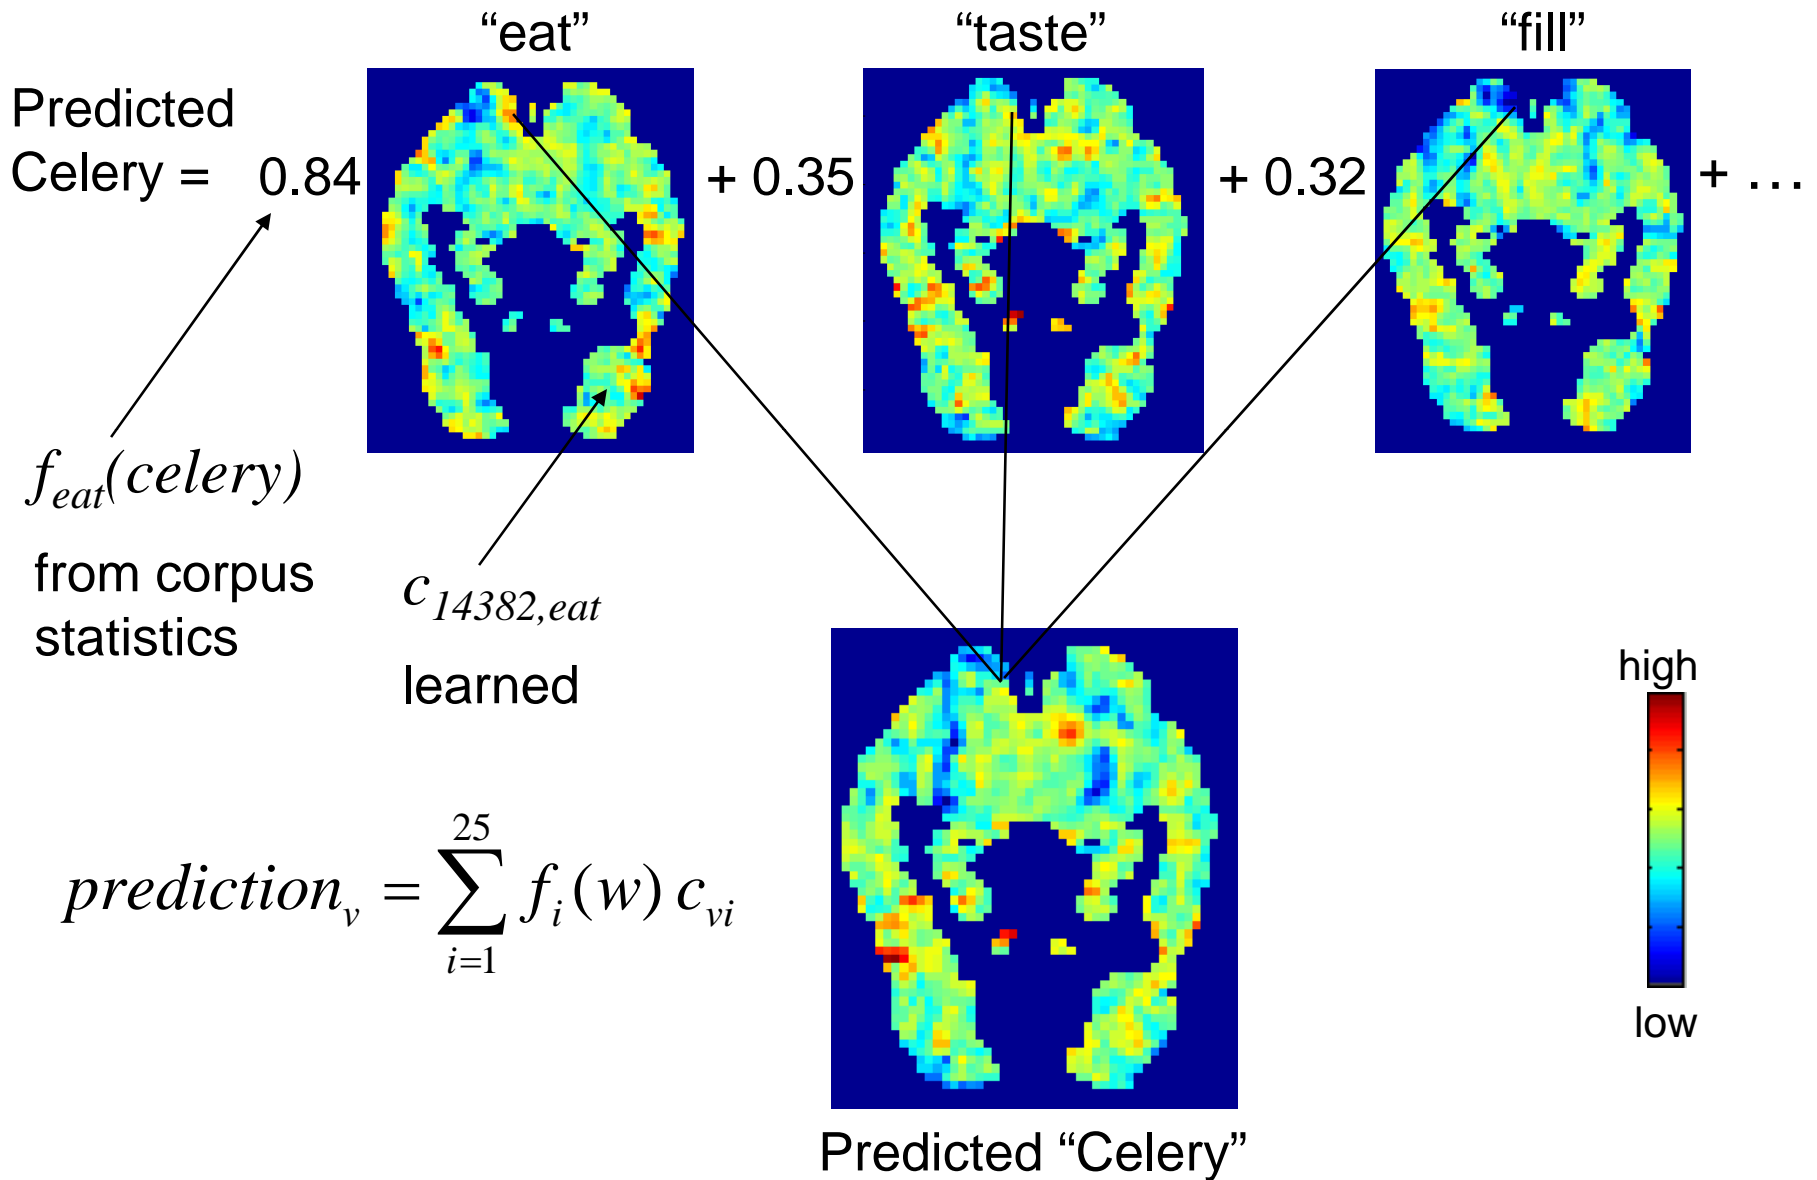 “eat” “taste” “fill”
Predicted
Celery = 0.84 + 0.35 + 0.32 + …
f_eat(celery)
from corpus
statistics
c_14382,eat
learned
high
low
prediction_v = ∑_{i=1}^{25} f_i(w) c_vi
Predicted “Celery”